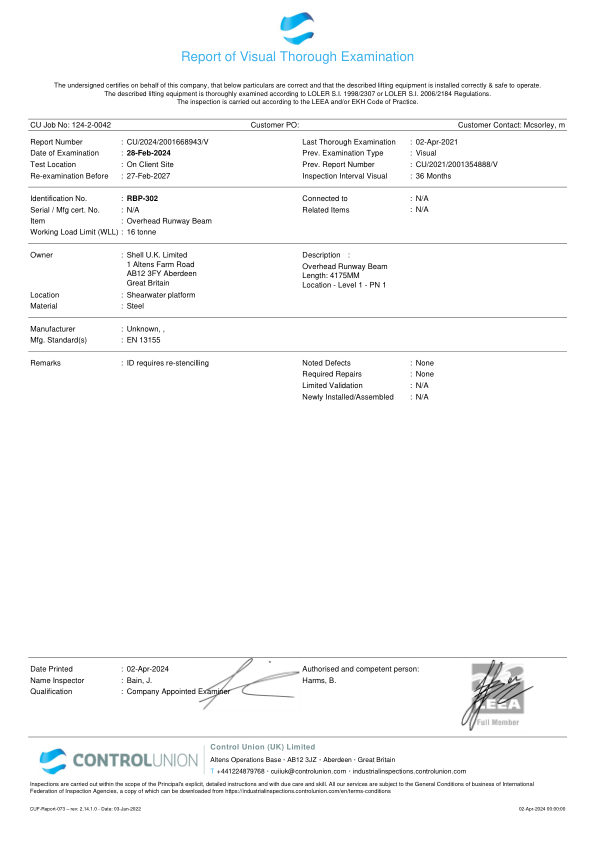 Report of Visual Thorough Examination
The undersigned certifies on behalf of this company, that below particulars are correct and that the described lifting equipment is installed correctly & safe to operate.
The described lifting equipment is thoroughly examined according to LOLER S.I. 1998/2307 or LOLER S.I. 2006/2184 Regulations.
The inspection is carried out according to the LEEA and/or EKH Code of Practice.
CU Job No: 124-2-0042 Customer PO: Customer Contact: Mcsorley, m
Report Number : CU/2024/2001668943/V Last Thorough Examination : 02-Apr-2021
Date of Examination : 28-Feb-2024 Prev. Examination Type : Visual
Test Location : On Client Site Prev. Report Number : CU/2021/2001354888/V
Re-examination Before : 27-Feb-2027 Inspection Interval Visual : 36 Months
Identification No. : RBP-302 Connected to : N/A
Serial / Mfg cert. No. : N/A Related Items : N/A
Item : Overhead Runway Beam
Working Load Limit (WLL) : 16 tonne
Owner : Shell U.K. Limited Description :
1 Altens Farm Road Overhead Runway Beam
AB12 3FY Aberdeen Length: 4175MM
Great Britain Location - Level 1 - PN 1
Location : Shearwater platform
Material : Steel
Manufacturer : Unknown, ,
Mfg. Standard(s) : EN 13155
Remarks : ID requires re-stencilling Noted Defects : None
Required Repairs : None
Limited Validation : N/A
Newly Installed/Assembled : N/A
Date Printed : 02-Apr-2024 Authorised and competent person:
Name Inspector : Bain, J. Harms, B.
Qualification : Company Appointed Examiner
LEEA
Full Member
CONTROLUNION
Control Union (UK) Limited
Altens Operations Base - AB12 3JZ - Aberdeen - Great Britain
T +441224879768 - cuiiuk@controlunion.com - industrialinspections.controlunion.com
Inspections are carried out within the scope of the Principal's explicit, detailed instructions and with due care and skill. All our services are subject to the General Conditions of business of International
Federation of Inspection Agencies, a copy of which can be downloaded from https://industrialinspections.controlunion.com/en/terms-conditions
CUF-Report-073 – rev: 2.14.1.0 - Date: 03-Jun-2022 02-Apr-2024 00:00:00